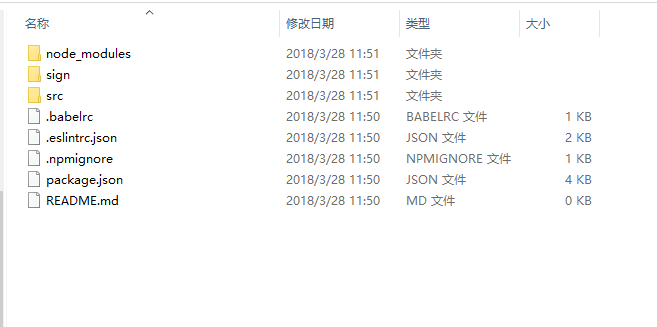 名称 修改日期 类型 大小
node_modules 2018/3/28 11:51 文件夹
sign 2018/3/28 11:51 文件夹
src 2018/3/28 11:51 文件夹
.babelrc 2018/3/28 11:50 BABELRC 文件 1 KB
.eslintrc.json 2018/3/28 11:50 JSON 文件 2 KB
.npmignore 2018/3/28 11:50 NPMIGNORE 文件 1 KB
package.json 2018/3/28 11:50 JSON 文件 4 KB
README.md 2018/3/28 11:50 MD 文件 0 KB